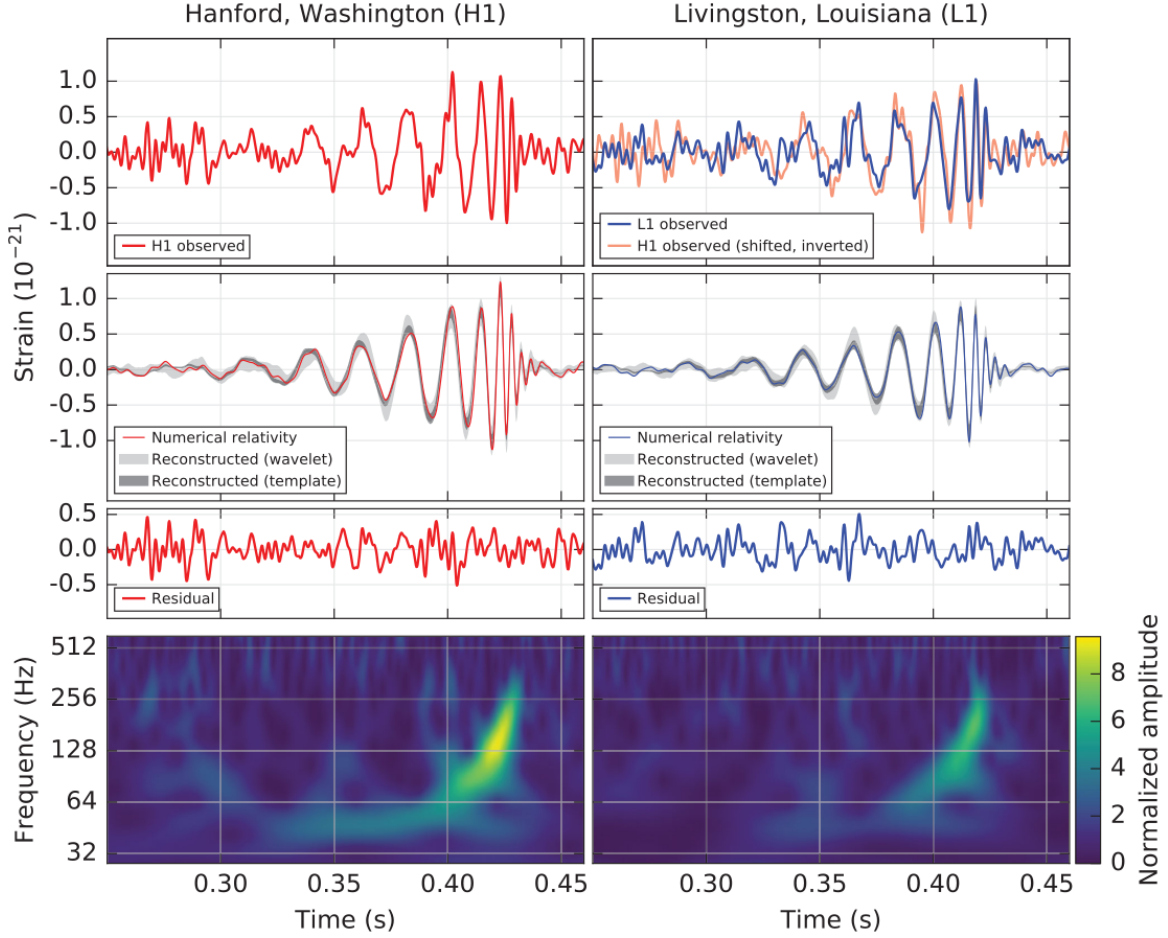 Hanford, Washington (H1)
Livingston, Louisiana (L1)
Strain (10⁻²¹)
1.0
0.5
0.0
-0.5
-1.0
H1 observed
L1 observed
H1 observed (shifted, inverted)
1.0
0.5
0.0
-0.5
-1.0
Numerical relativity
Reconstructed (wavelet)
Reconstructed (template)
Numerical relativity
Reconstructed (wavelet)
Reconstructed (template)
0.5
0.0
-0.5
Residual
Residual
Frequency (Hz)
512
256
128
64
32
0.30 0.35 0.40 0.45
Time (s)
0.30 0.35 0.40 0.45
Time (s)
8
6
4
2
0
Normalized amplitude